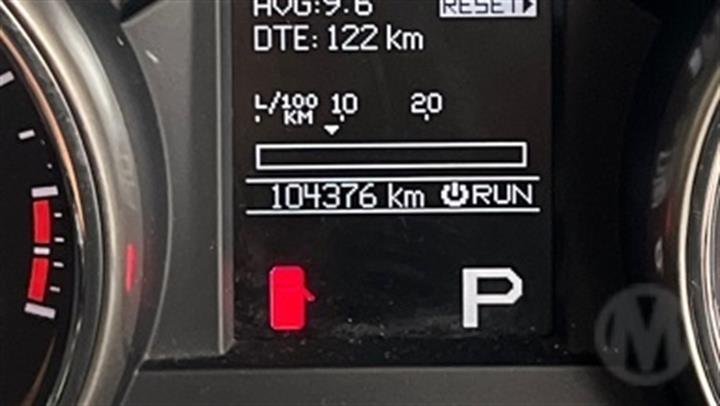 AVG:9.6 RESET
DTE: 122 km
L/100 KM 10 20
104376 km RUN
P
M